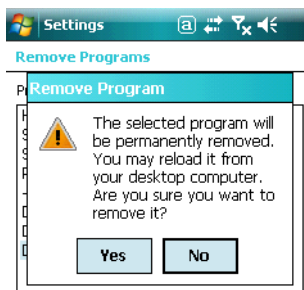 Settings
a
Remove Programs
Remove Program
The selected program will
be permanently removed.
You may reload it from
your desktop computer.
Are you sure you want to
remove it?
Yes
No